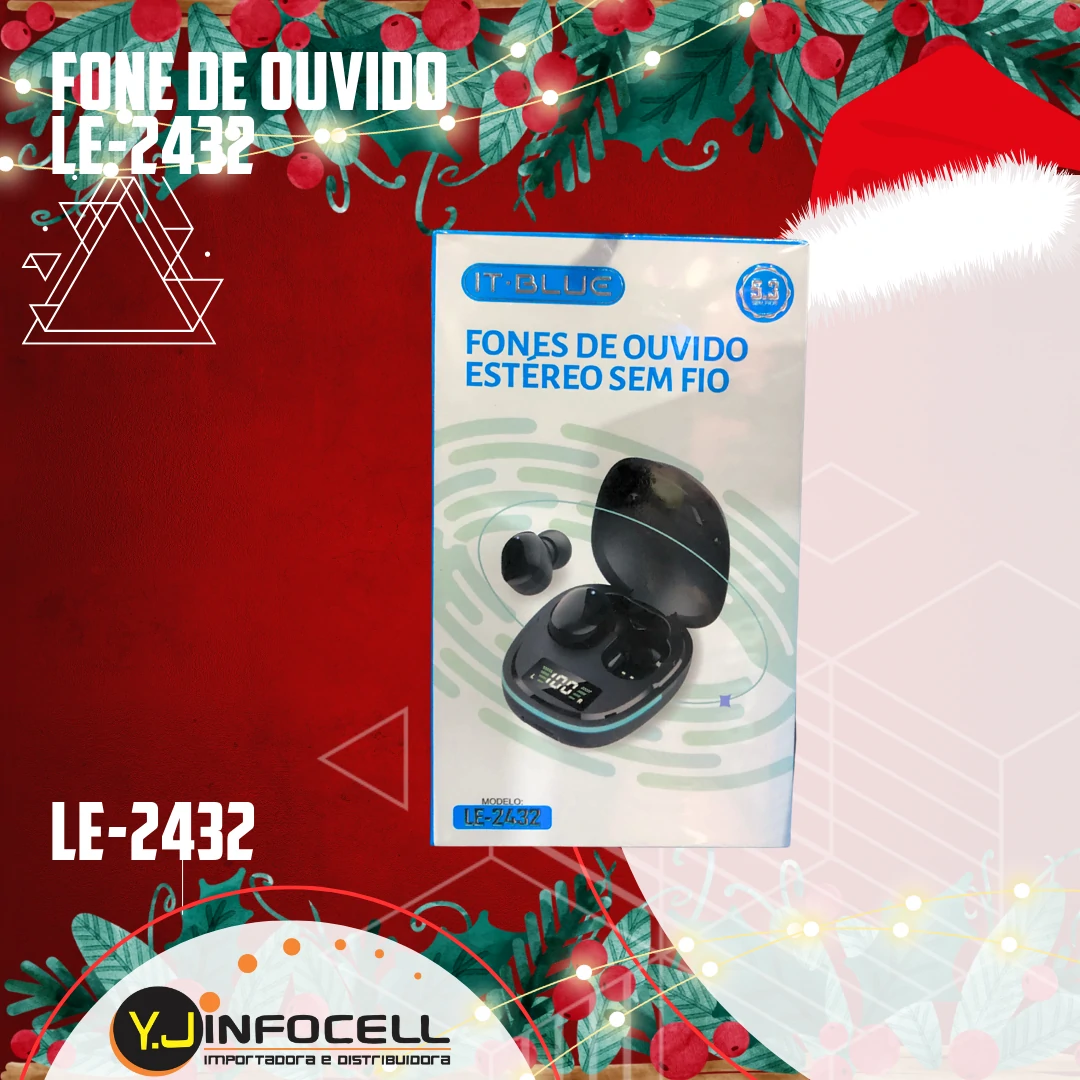 FONE DE OUVIDO
LE-2432
IT-BLUE
5.3
FONES DE OUVIDO
ESTÉREO SEM FIO
100
L
R
MODELO:
LE-2432
LE-2432
Y.J INFOCELL
IMPORTADORA E DISTRIBUIDORA